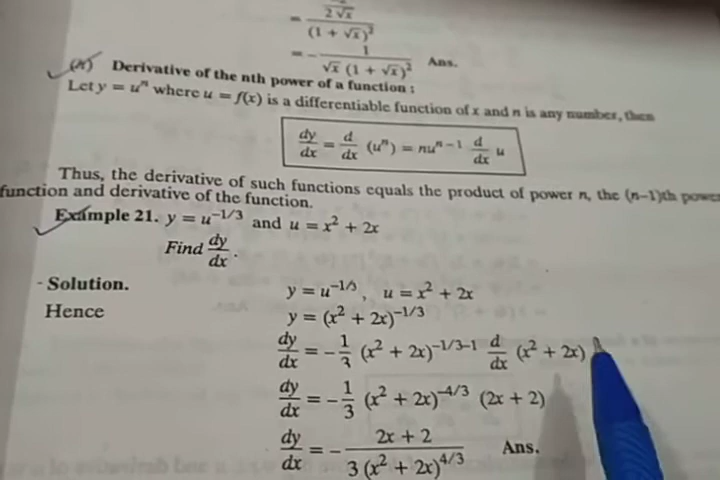 = 2√x / (1 + √x)²
= - 1 / √x (1 + √x)² Ans.
Derivative of the nth power of a function :
Let y = uⁿ where u = f(x) is a differentiable function of x and n is any number, then
dy/dx = d/dx (uⁿ) = nuⁿ⁻¹ d/dx u
Thus, the derivative of such functions equals the product of power n, the (n–1)th power
function and derivative of the function.
Example 21. y = u^(-1/3) and u = x² + 2x
Find dy/dx.
- Solution. y = u^(-1/3), u = x² + 2x
Hence y = (x² + 2x)^(-1/3)
dy/dx = - 1/3 (x² + 2x)^(-1/3-1) d/dx (x² + 2x)
dy/dx = - 1/3 (x² + 2x)^(-4/3) (2x + 2)
dy/dx = - 2x + 2 / 3 (x² + 2x)^(4/3) Ans.